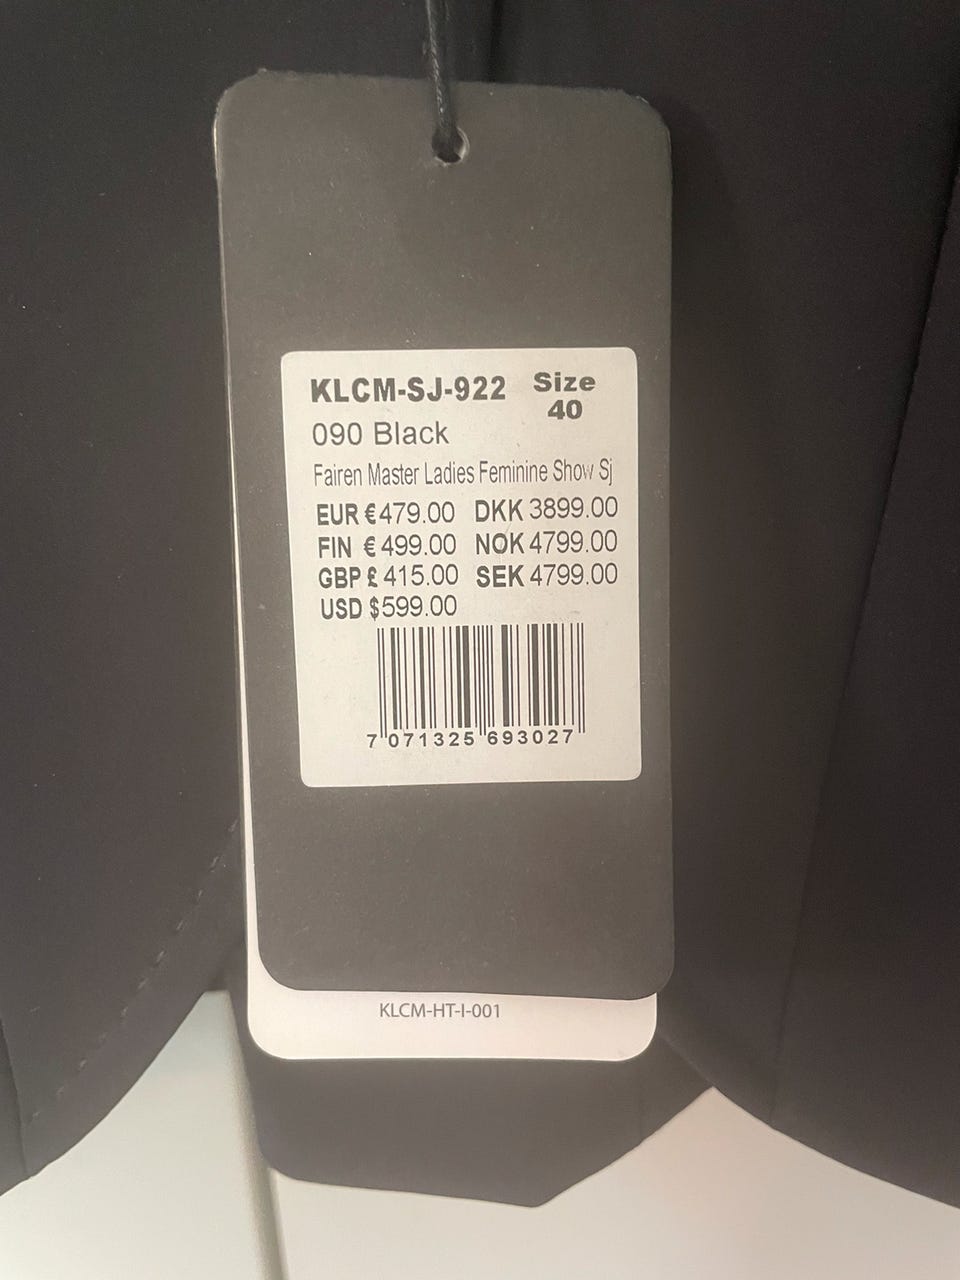 KLCM-SJ-922 Size
40
090 Black
Fairen Master Ladies Feminine Show Sj
EUR €479.00 DKK 3899.00
FIN €499.00 NOK 4799.00
GBP £415.00 SEK 4799.00
USD $599.00
7 071325 693027
KLCM-HT-I-001